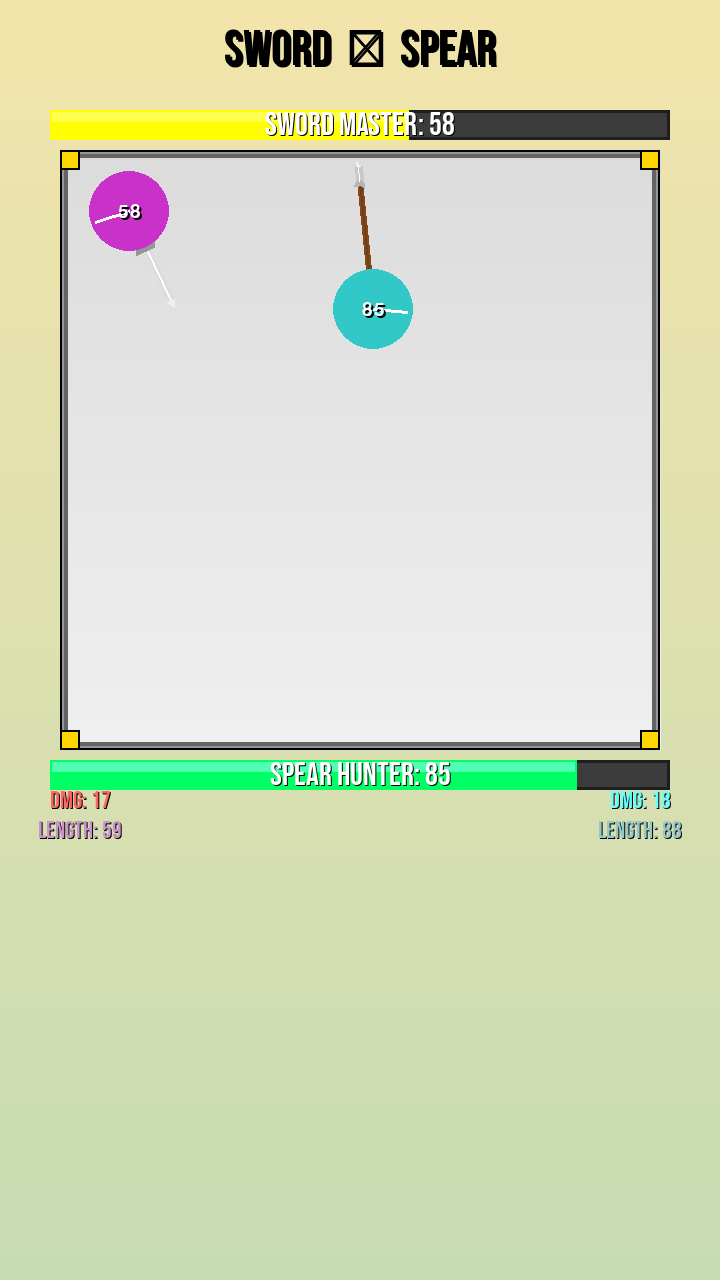 SWORD ☒ SPEAR
SWORD MASTER: 58
58
85
SPEAR HUNTER: 85
DMG: 17
DMG: 18
LENGTH: 59
LENGTH: 88